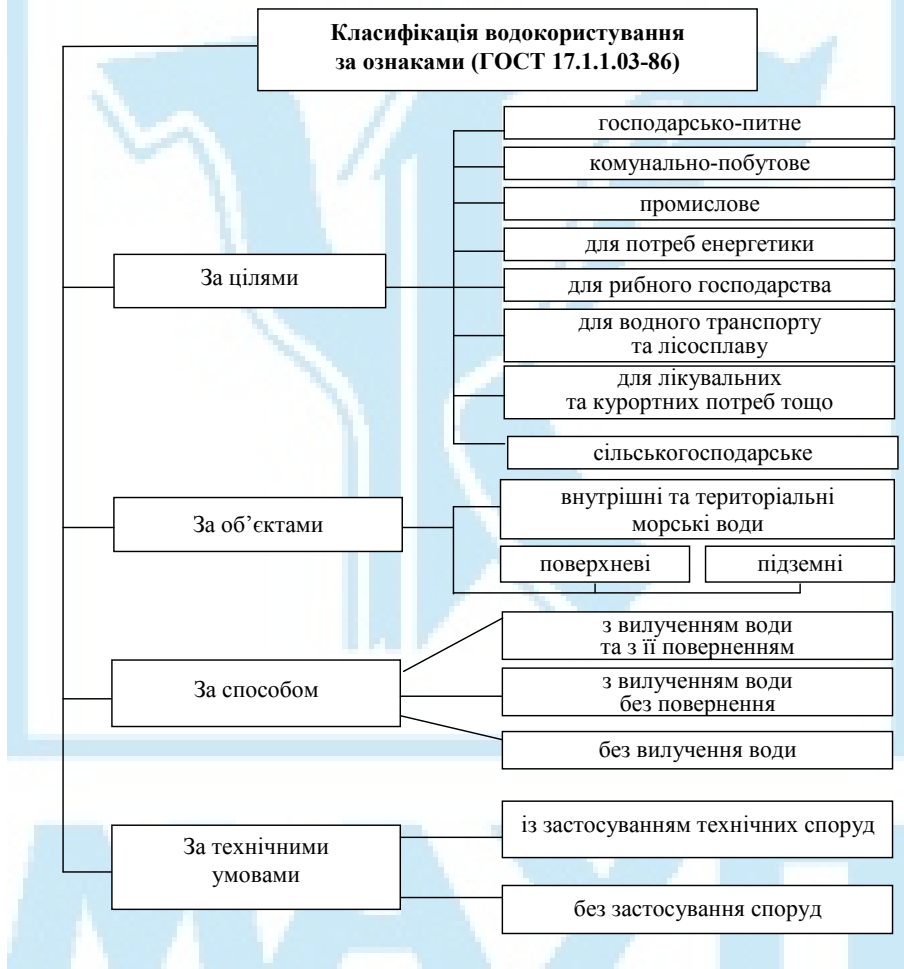 Класифікація водокористування
за ознаками (ГОСТ 17.1.1.03-86)
За цілями
господарсько-питне
комунально-побутове
промислове
для потреб енергетики
для рибного господарства
для водного транспорту
та лісосплаву
для лікувальних
та курортних потреб тощо
сільськогосподарське
За об’єктами
внутрішні та територіальні
морські води
поверхневі
підземні
За способом
з вилученням води
та з її поверненням
з вилученням води
без повернення
без вилучення води
За технічними
умовами
із застосуванням технічних споруд
без застосування споруд